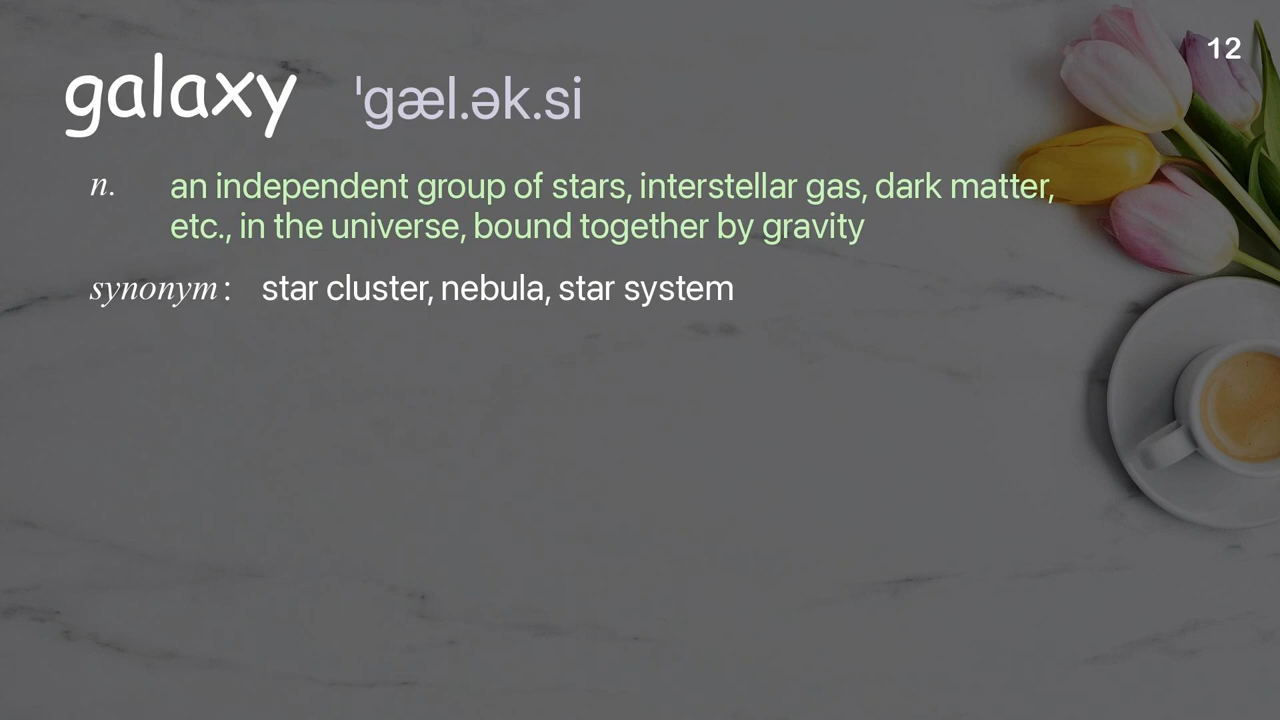 12
galaxy ˈɡæl.ək.si
n. an independent group of stars, interstellar gas, dark matter,
etc., in the universe, bound together by gravity
synonym : star cluster, nebula, star system